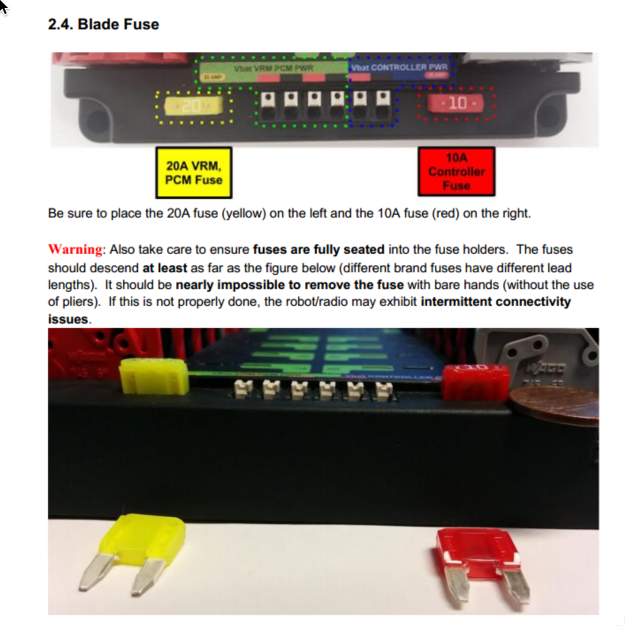 2.4. Blade Fuse
Vbat VRM PCM PWR
Vbat CONTROLLER PWR
20 AMP
10 AMP
20
10
20A VRM,
PCM Fuse
10A
Controller
Fuse
Be sure to place the 20A fuse (yellow) on the left and the 10A fuse (red) on the right.
Warning: Also take care to ensure fuses are fully seated into the fuse holders. The fuses
should descend at least as far as the figure below (different brand fuses have different lead
lengths). It should be nearly impossible to remove the fuse with bare hands (without the use
of pliers). If this is not properly done, the robot/radio may exhibit intermittent connectivity
issues.
10
WAGO